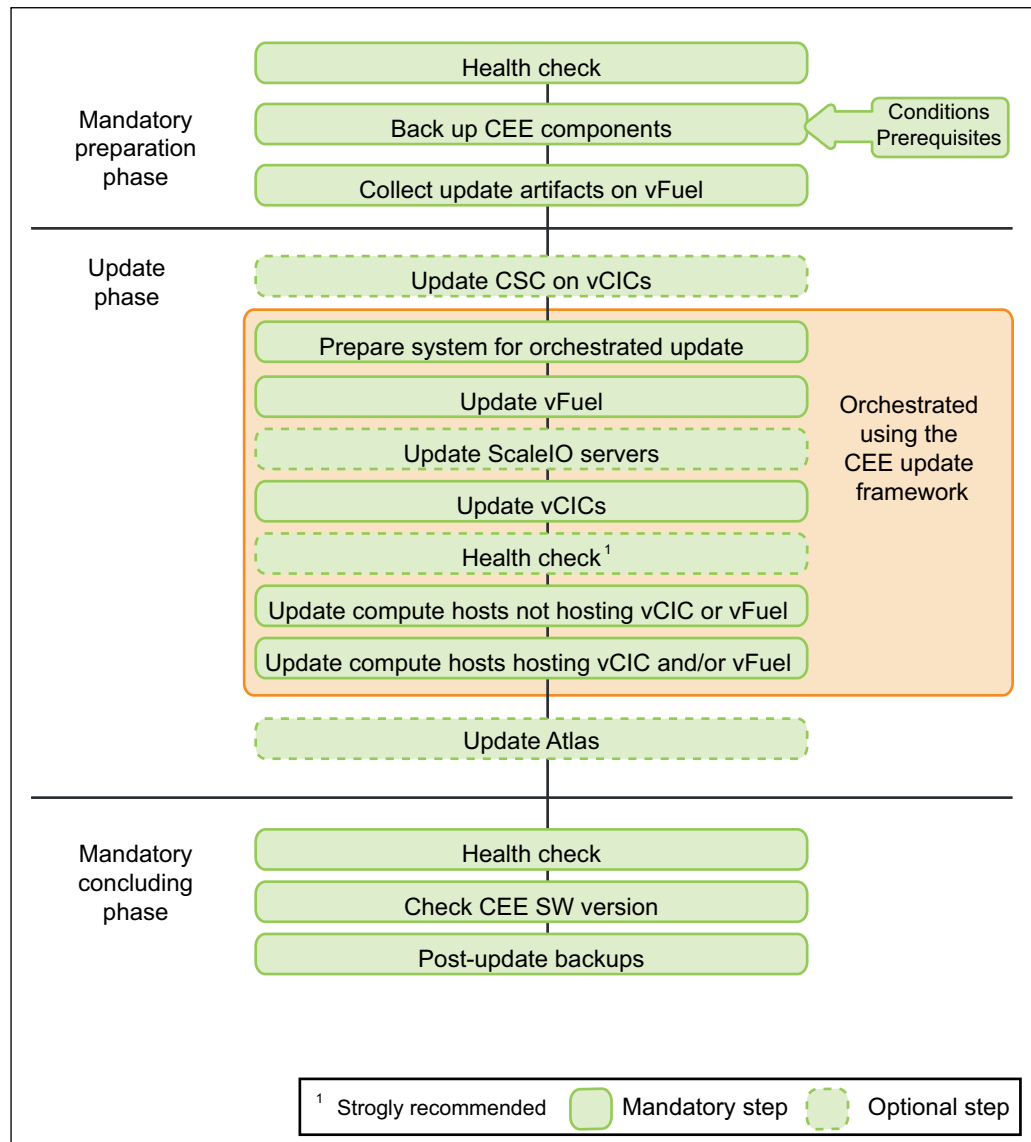 Health check
Mandatory
preparation
phase
Back up CEE components
Conditions
Prerequisites
Collect update artifacts on vFuel
Update
phase
Update CSC on vCICs
Prepare system for orchestrated update
Update vFuel
Update ScaleIO servers
Update vCICs
Health check 1
Update compute hosts not hosting vCIC or vFuel
Update compute hosts hosting vCIC and/or vFuel
Orchestrated
using the
CEE update
framework
Update Atlas
Mandatory
concluding
phase
Health check
Check CEE SW version
Post-update backups
1 Strogly recommended
Mandatory step
Optional step